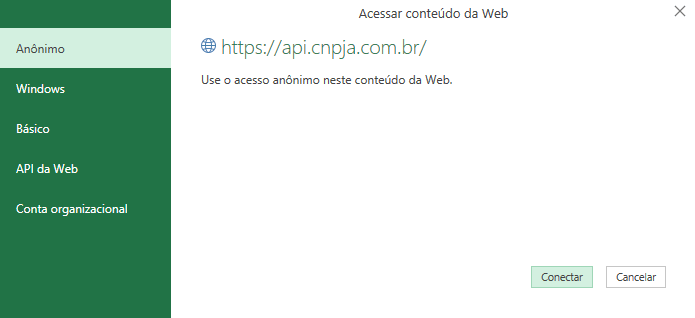 Acessar conteúdo da Web
Anônimo
Windows
Básico
API da Web
Conta organizacional
https://api.cnpja.com.br/
Use o acesso anônimo neste conteúdo da Web.
Conectar
Cancelar